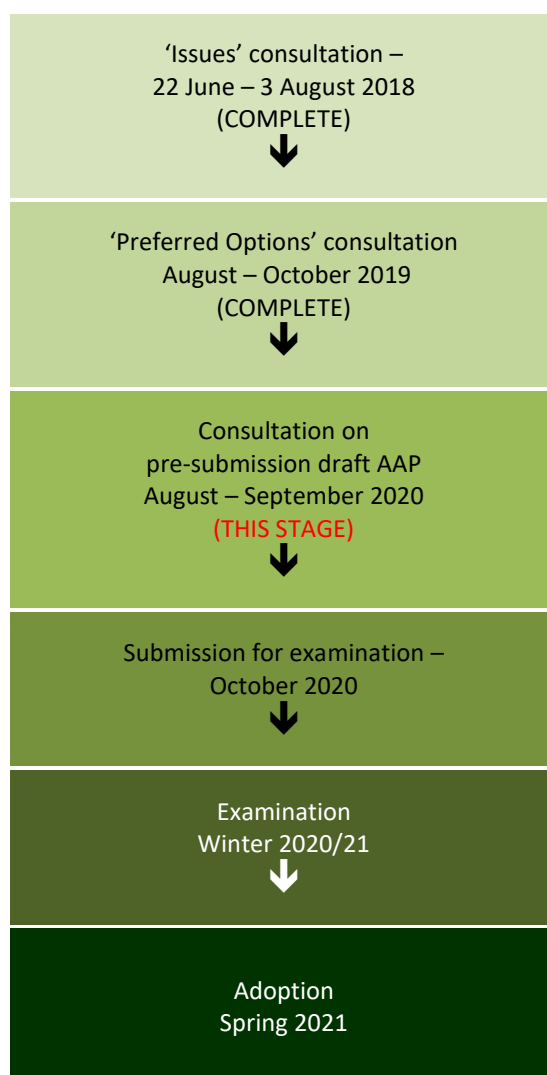 ‘Issues’ consultation –
22 June – 3 August 2018
(COMPLETE)
‘Preferred Options’ consultation
August – October 2019
(COMPLETE)
Consultation on
pre-submission draft AAP
August – September 2020
(THIS STAGE)
Submission for examination –
October 2020
Examination
Winter 2020/21
Adoption
Spring 2021